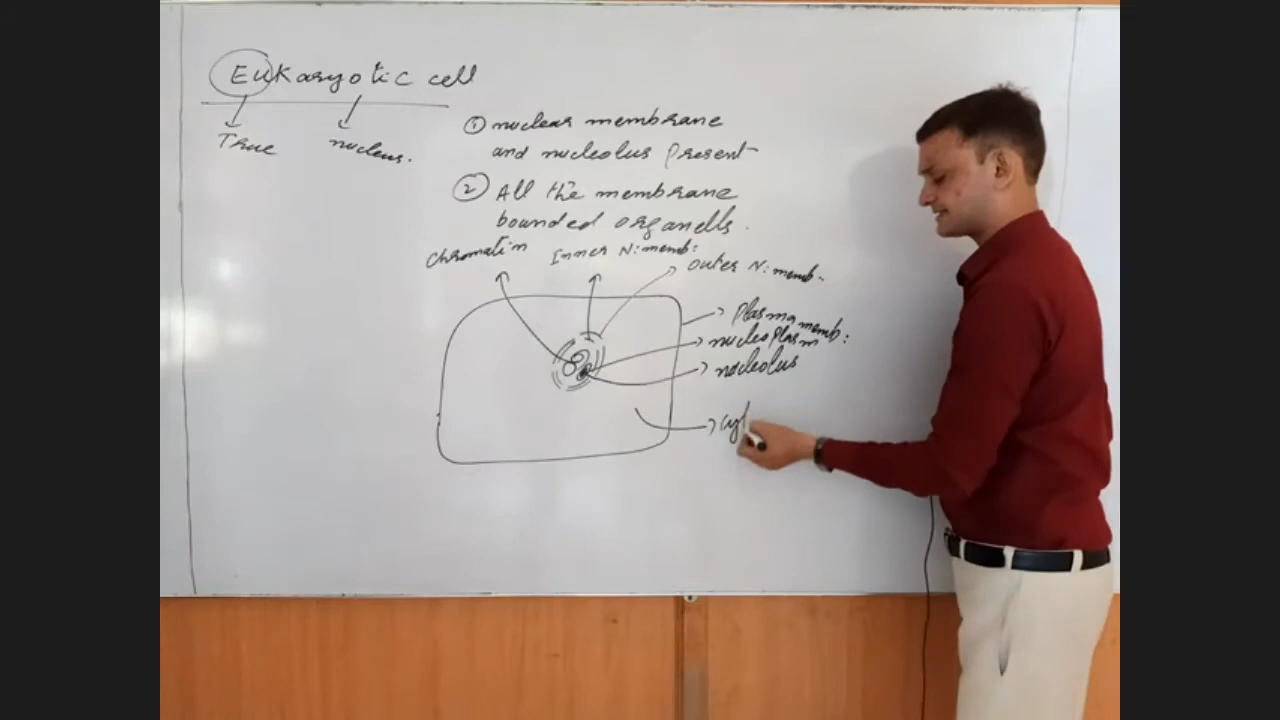 Eukaryotic cell
True
nucleus.
① nuclear membrane
and nucleolus present
② All the membrane
bounded organells.
chromatin
Inner N: memb:
outer N: memb..
Plasma memb:
nucleoplasm
nucleolus
cyt